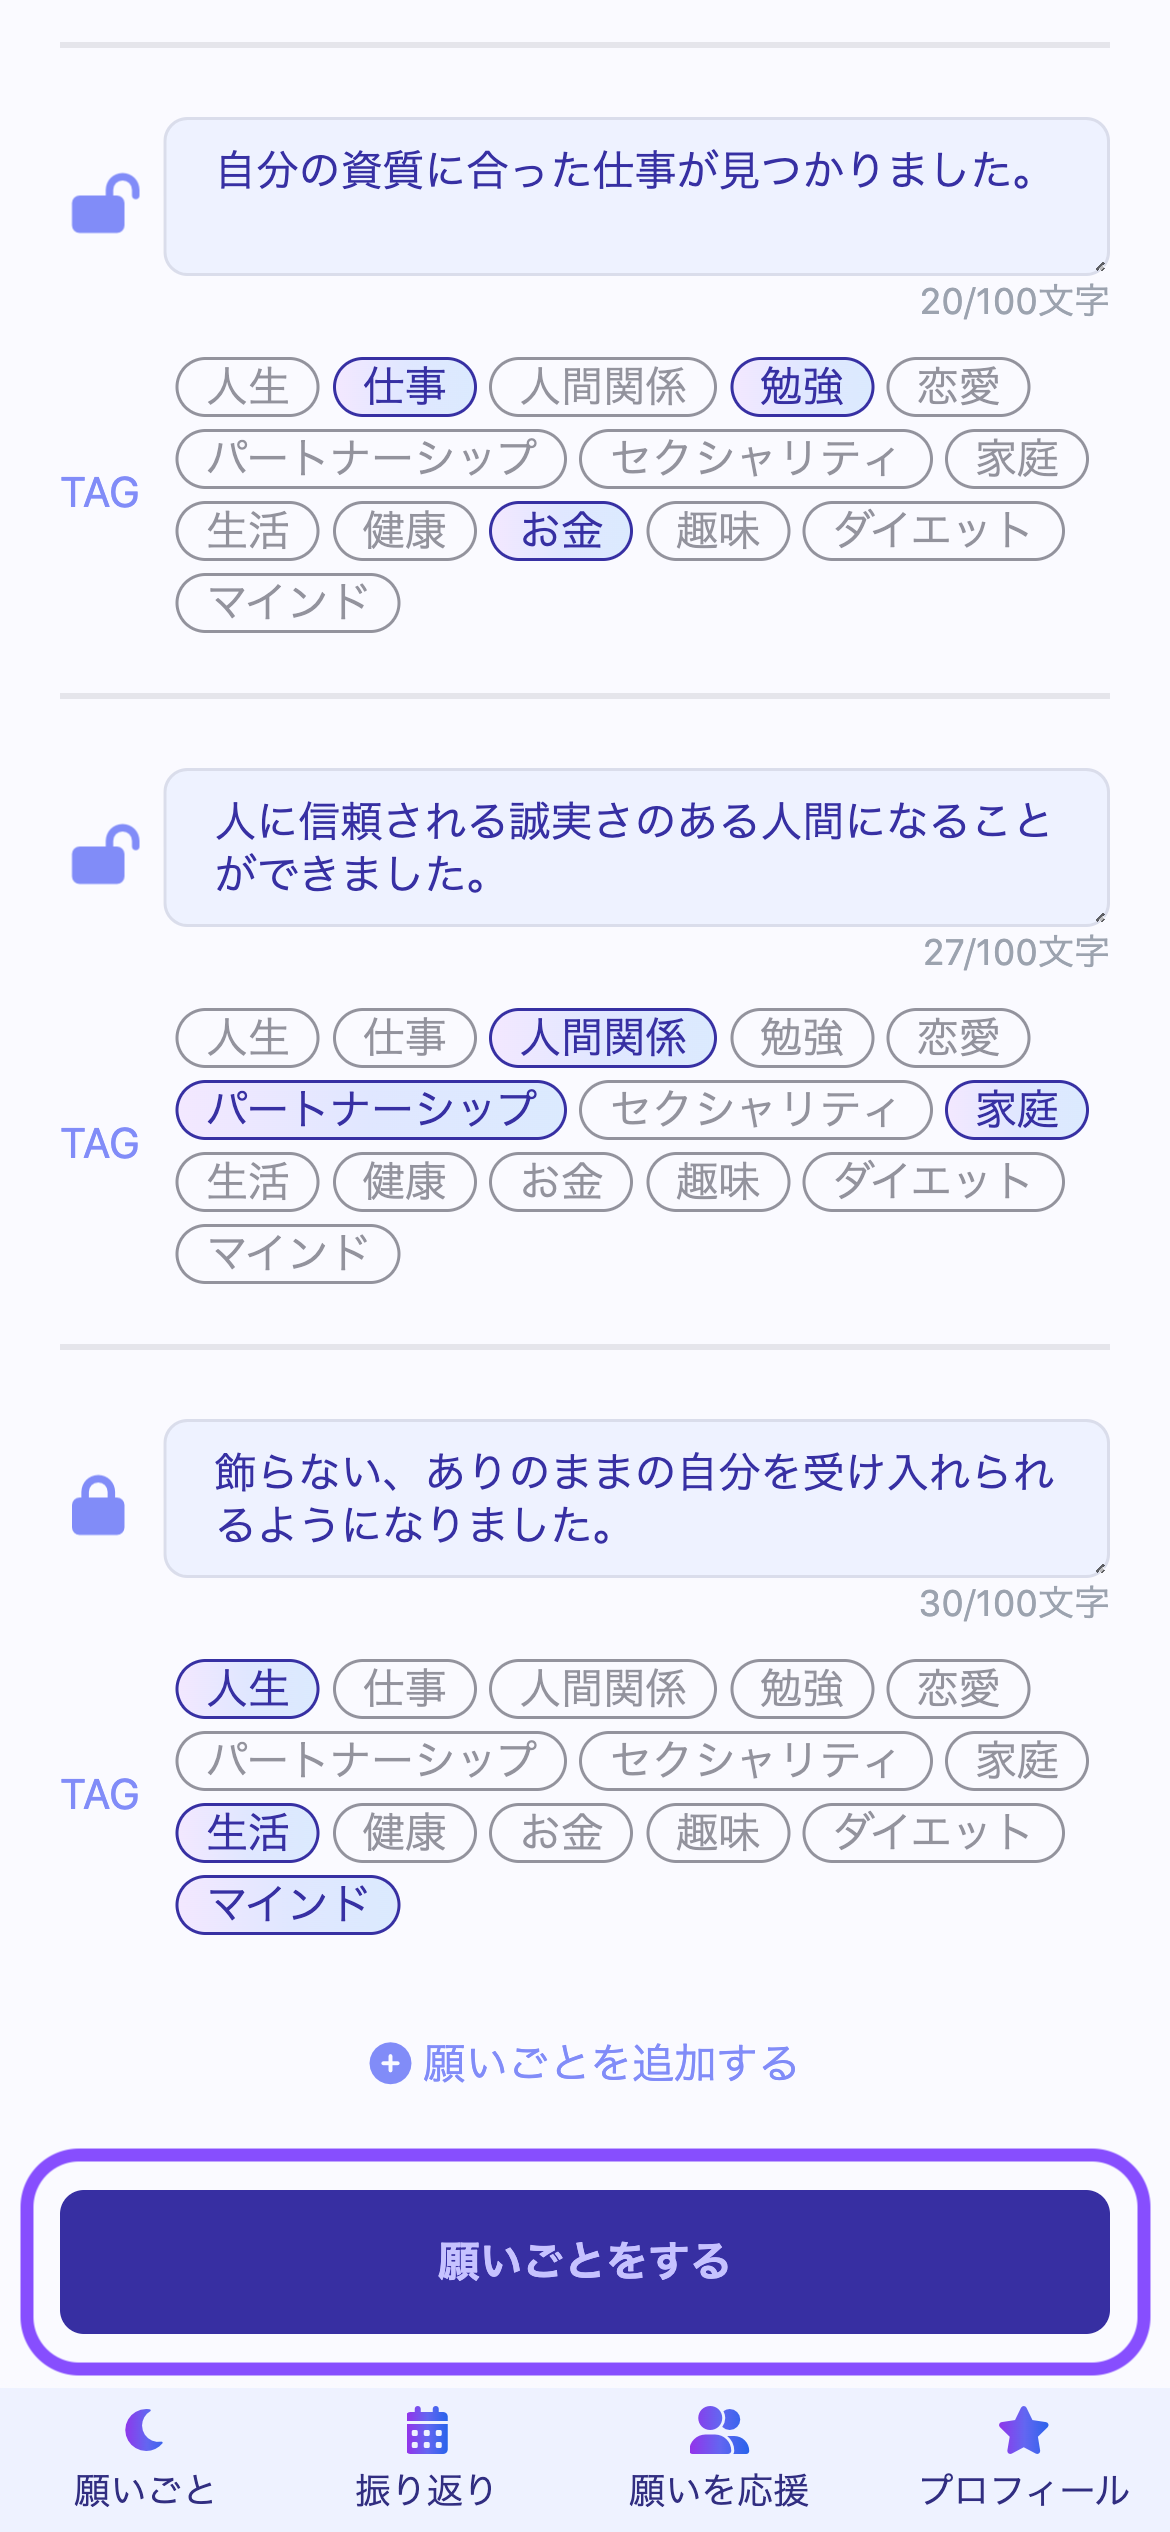 自分の資質に合った仕事が見つかりました。
20/100文字
人生 仕事 人間関係 勉強 恋愛
パートナーシップ セクシャリティ 家庭
TAG
生活 健康 お金 趣味 ダイエット
マインド
人に信頼される誠実さのある人間になること
ができました。
27/100文字
人生 仕事 人間関係 勉強 恋愛
パートナーシップ セクシャリティ 家庭
TAG
生活 健康 お金 趣味 ダイエット
マインド
飾らない、ありのままの自分を受け入れられ
るようになりました。
30/100文字
人生 仕事 人間関係 勉強 恋愛
パートナーシップ セクシャリティ 家庭
TAG
生活 健康 お金 趣味 ダイエット
マインド
願いごとを追加する
願いごとをする
願いごと 振り返り 願いを応援 プロフィール